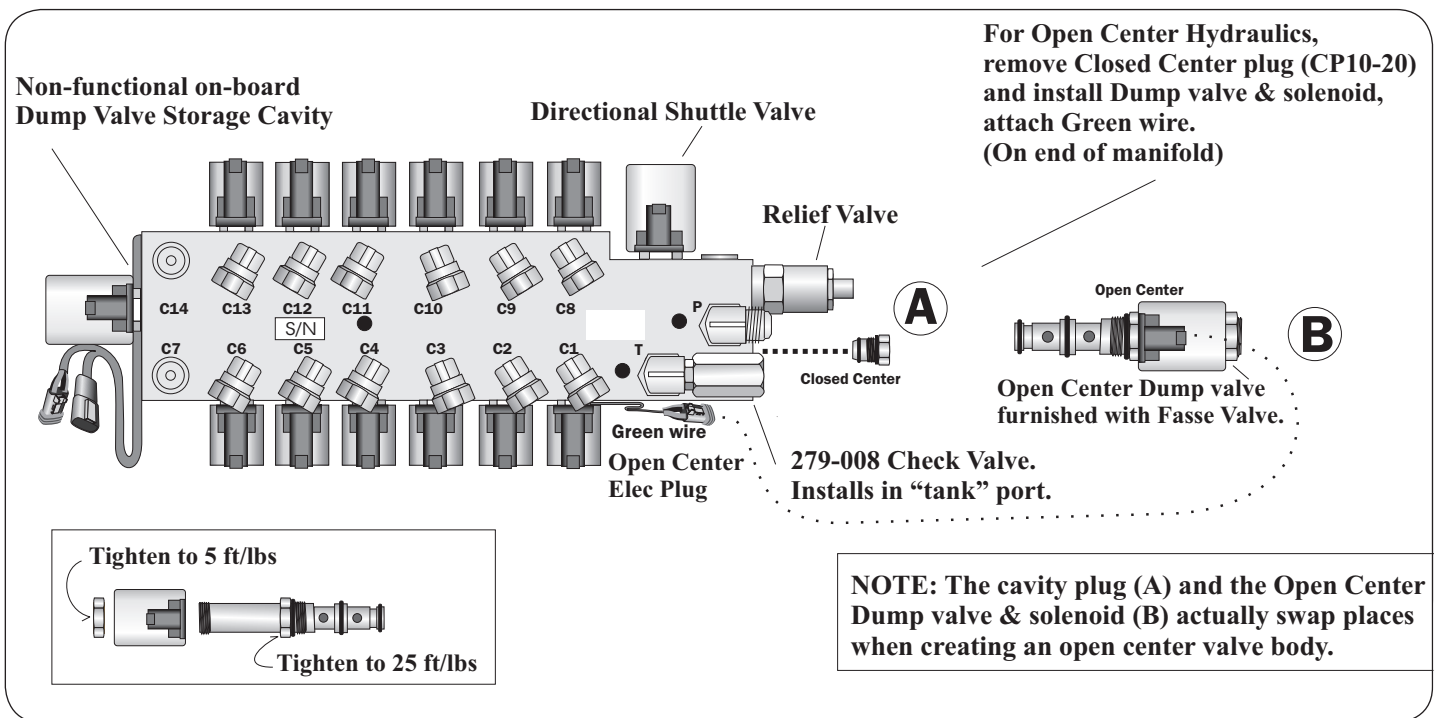 For Open Center Hydraulics,
remove Closed Center plug (CP10-20)
and install Dump valve & solenoid,
attach Green wire.
(On end of manifold)
Non-functional on-board
Dump Valve Storage Cavity
Directional Shuttle Valve
Relief Valve
A
Open Center
B
C14 C13 C12 C11 C10 C9 C8 P
S/N
C7 C6 C5 C4 C3 C2 C1 T
Closed Center
Open Center Dump valve
furnished with Fasse Valve.
Green wire
Open Center
Elec Plug
279-008 Check Valve.
Installs in “tank” port.
Tighten to 5 ft/lbs
Tighten to 25 ft/lbs
NOTE: The cavity plug (A) and the Open Center
Dump valve & solenoid (B) actually swap places
when creating an open center valve body.